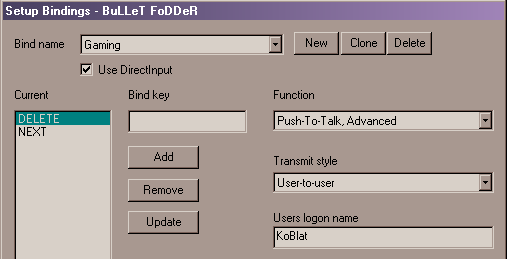 Setup Bindings - BuLLeT FoDDeR
Bind name Gaming New Clone Delete
Use DirectInput
Current Bind key Function
DELETE Push-To-Talk, Advanced
NEXT
Add Transmit style
Remove User-to-user
Update Users logon name
KoBlat